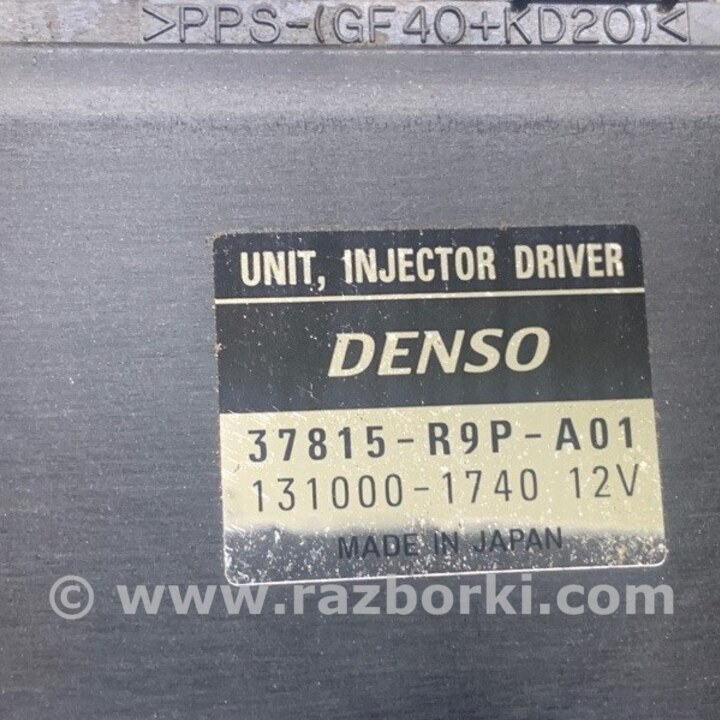 >PPS-(GF40+KD20)<
UNIT, INJECTOR DRIVER
DENSO
37815-R9P-A01
131000-1740 12V
MADE IN JAPAN
© www.razborki.com